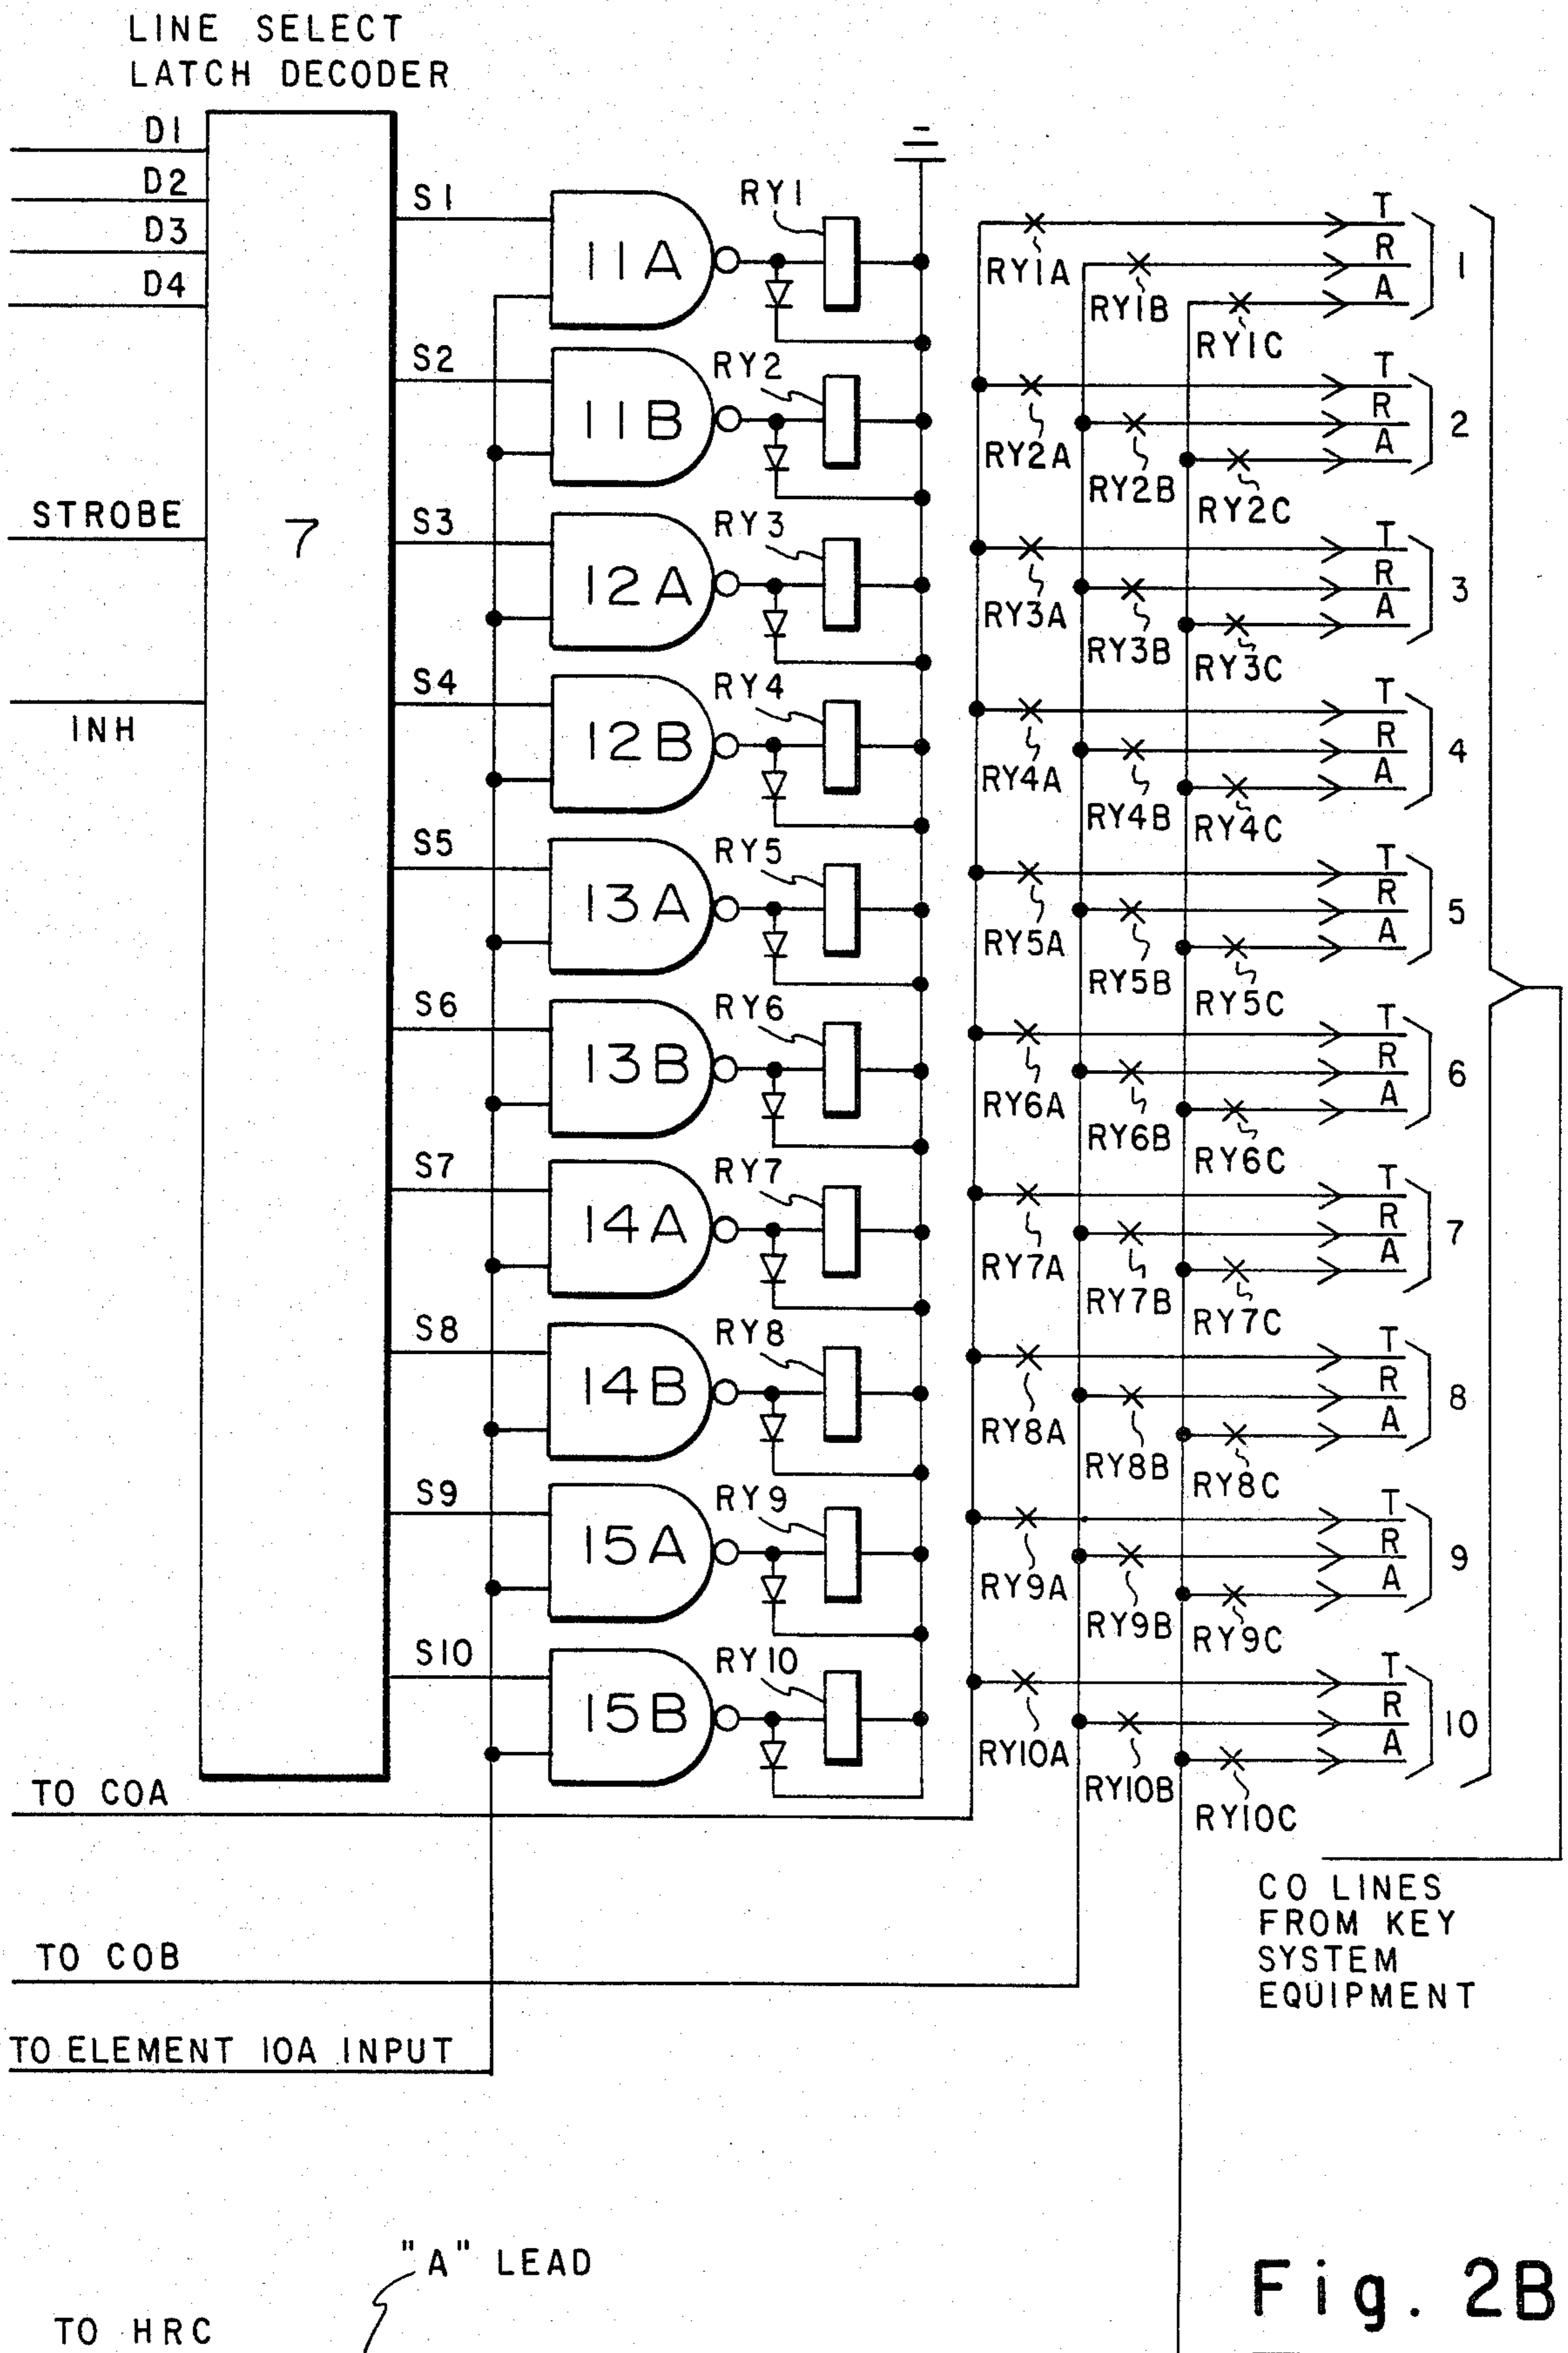 LINE SELECT
LATCH DECODER
D1
D2
D3
D4
STROBE
INH
7
S1
S2
S3
S4
S5
S6
S7
S8
S9
S10
11A
11B
12A
12B
13A
13B
14A
14B
15A
15B
RY1
RY2
RY3
RY4
RY5
RY6
RY7
RY8
RY9
RY10
RY1A
RY1B
RY1C
T
R
A
1
RY2A
RY2B
RY2C
T
R
A
2
RY3A
RY3B
RY3C
T
R
A
3
RY4A
RY4B
RY4C
T
R
A
4
RY5A
RY5B
RY5C
T
R
A
5
RY6A
RY6B
RY6C
T
R
A
6
RY7A
RY7B
RY7C
T
R
A
7
RY8A
RY8B
RY8C
T
R
A
8
RY9A
RY9B
RY9C
T
R
A
9
RY10A
RY10B
RY10C
T
R
A
10
TO COA
TO COB
TO ELEMENT 10A INPUT
CO LINES
FROM KEY
SYSTEM
EQUIPMENT
"A" LEAD
TO HRC
Fig. 2B